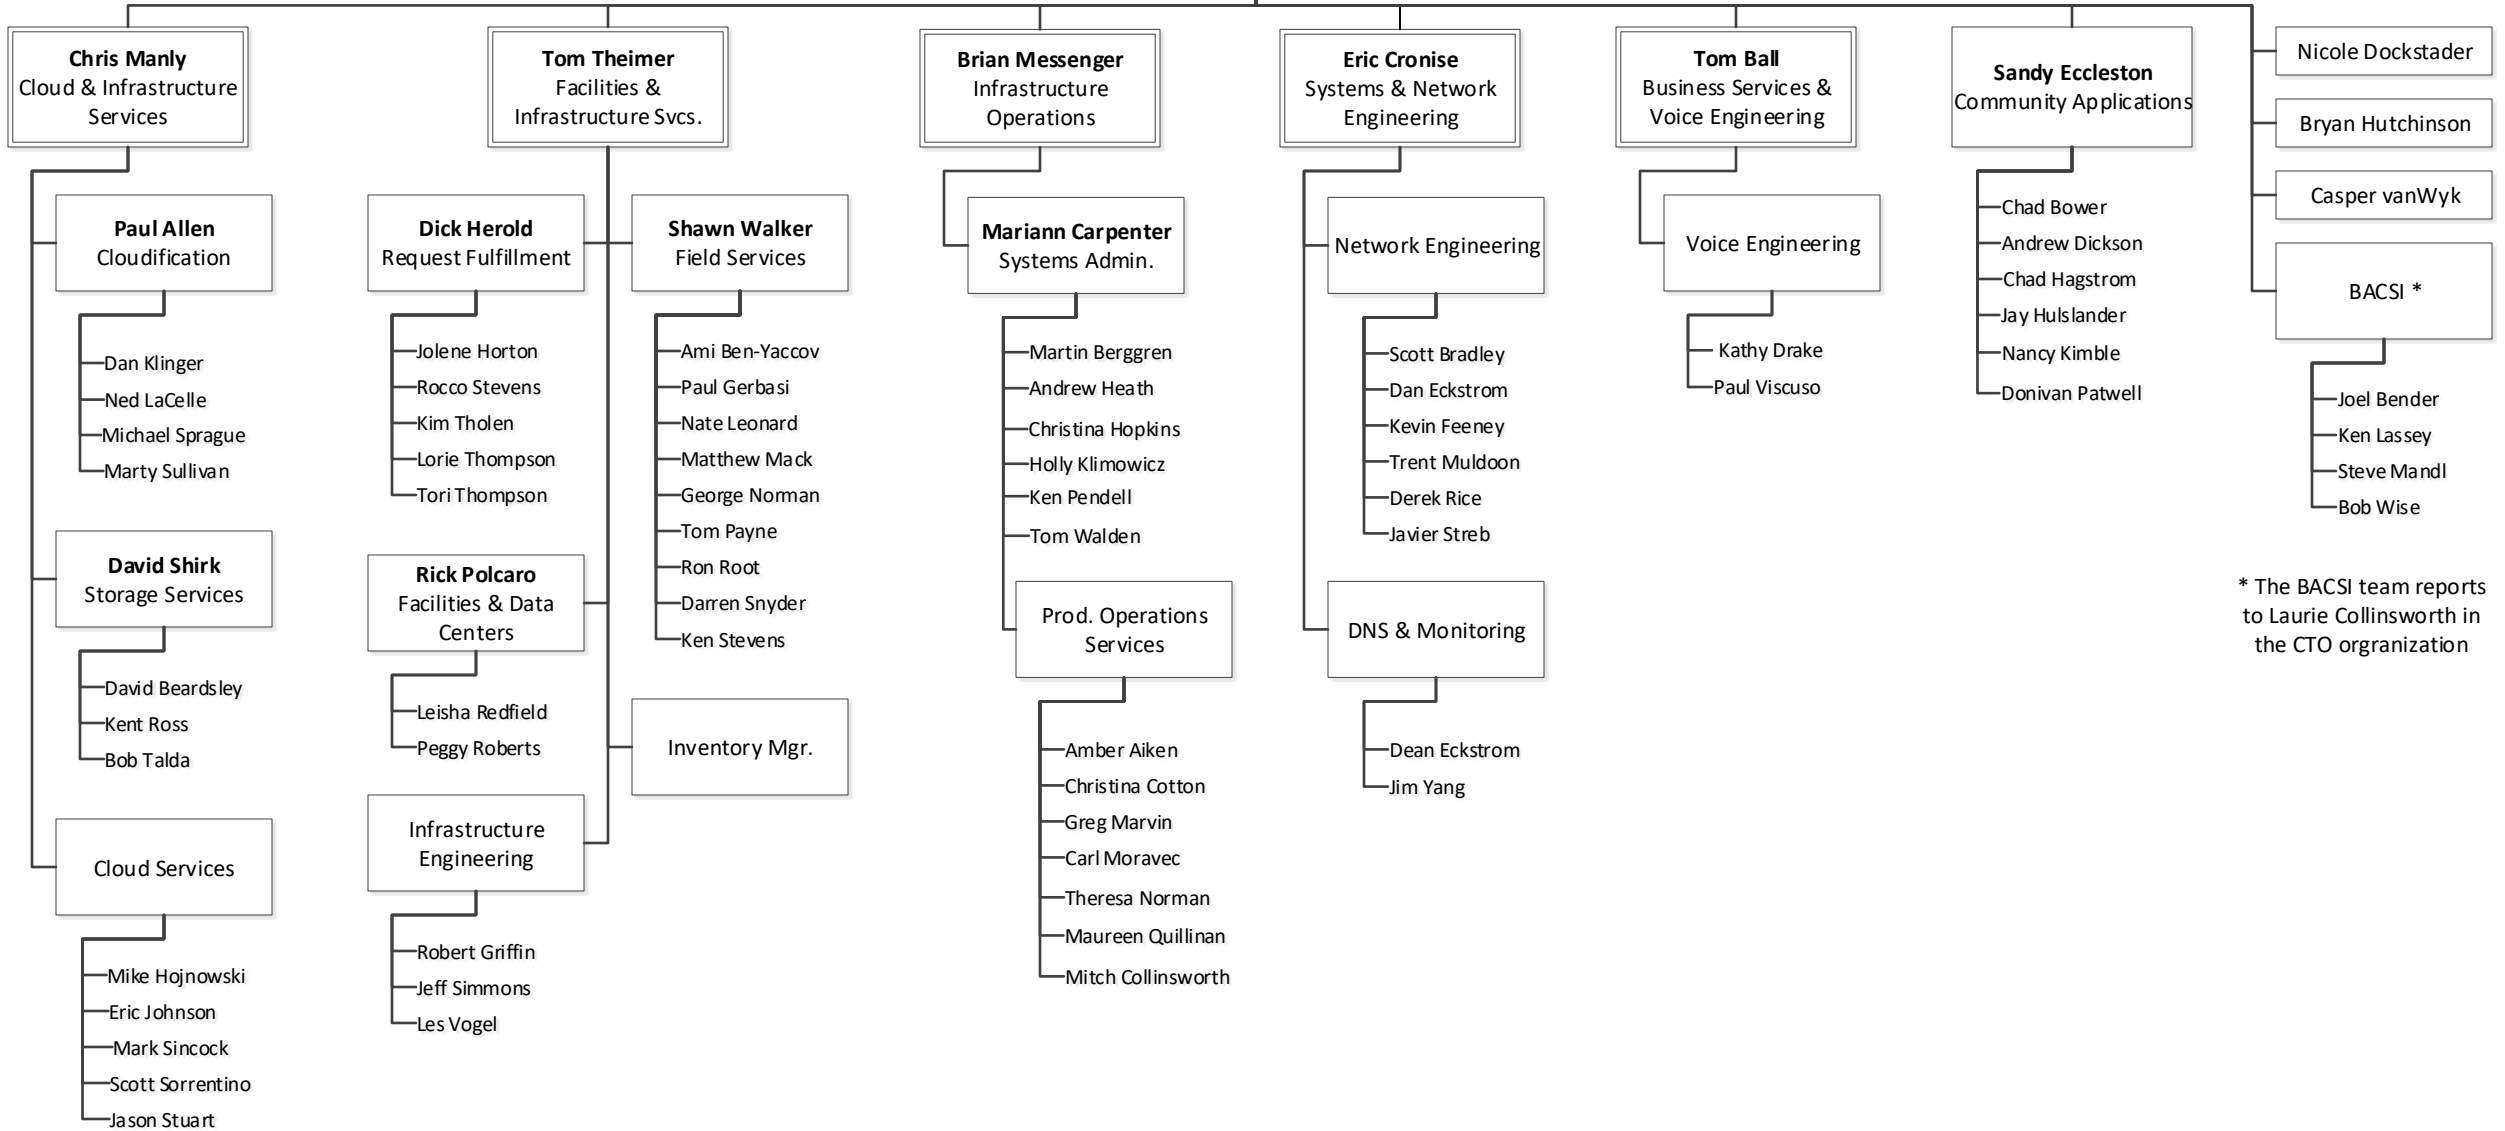 Chris Manly
Cloud & Infrastructure
Services
Paul Allen
Cloudification
Dan Klinger
Ned LaCelle
Michael Sprague
Marty Sullivan
David Shirk
Storage Services
David Beardsley
Kent Ross
Bob Talda
Cloud Services
Mike Hojnowski
Eric Johnson
Mark Sincock
Scott Sorrentino
Jason Stuart
Tom Theimer
Facilities &
Infrastructure Svcs.
Dick Herold
Request Fulfillment
Jolene Horton
Rocco Stevens
Kim Tholen
Lorie Thompson
Tori Thompson
Rick Polcaro
Facilities & Data
Centers
Leisha Redfield
Peggy Roberts
Infrastructure
Engineering
Robert Griffin
Jeff Simmons
Les Vogel
Shawn Walker
Field Services
Ami Ben-Yaccov
Paul Gerbasi
Nate Leonard
Matthew Mack
George Norman
Tom Payne
Ron Root
Darren Snyder
Ken Stevens
Inventory Mgr.
Brian Messenger
Infrastructure
Operations
Mariann Carpenter
Systems Admin.
Martin Berggren
Andrew Heath
Christina Hopkins
Holly Klimowicz
Ken Pendell
Tom Walden
Prod. Operations
Services
Amber Aiken
Christina Cotton
Greg Marvin
Carl Moravec
Theresa Norman
Maureen Quillinan
Mitch Collinsworth
Eric Cronise
Systems & Network
Engineering
Network Engineering
Scott Bradley
Dan Eckstrom
Kevin Feeney
Trent Muldoon
Derek Rice
Javier Streb
DNS & Monitoring
Dean Eckstrom
Jim Yang
Tom Ball
Business Services &
Voice Engineering
Voice Engineering
Kathy Drake
Paul Viscuso
Sandy Eccleston
Community Applications
Chad Bower
Andrew Dickson
Chad Hagstrom
Jay Hulslander
Nancy Kimble
Donivan Patwell
Nicole Dockstader
Bryan Hutchinson
Casper vanWyk
BACSI *
Joel Bender
Ken Lassey
Steve Mandl
Bob Wise
* The BACSI team reports
to Laurie Collinsworth in
the CTO orgranization